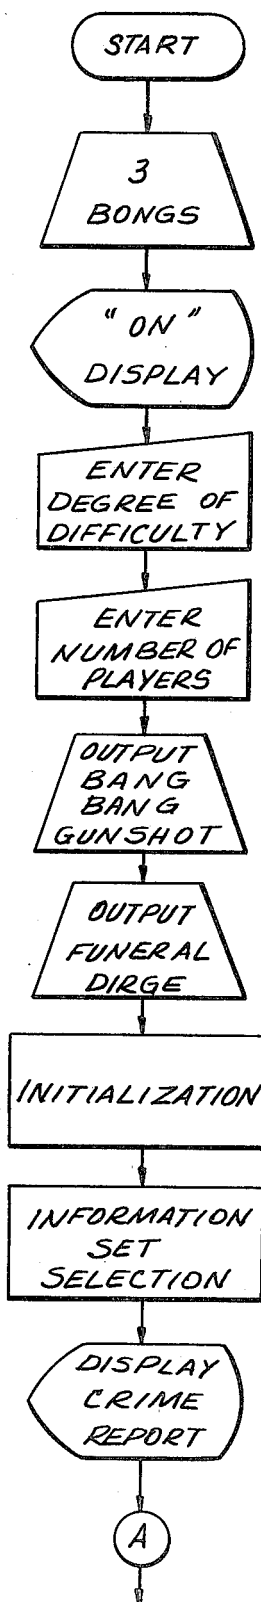 START
3
BONGS
"ON"
DISPLAY
ENTER
DEGREE OF
DIFFICULTY
ENTER
NUMBER OF
PLAYERS
OUTPUT
BANG
BANG
GUNSHOT
OUTPUT
FUNERAL
DIRGE
INITIALIZATION
INFORMATION
SET
SELECTION
DISPLAY
CRIME
REPORT
A